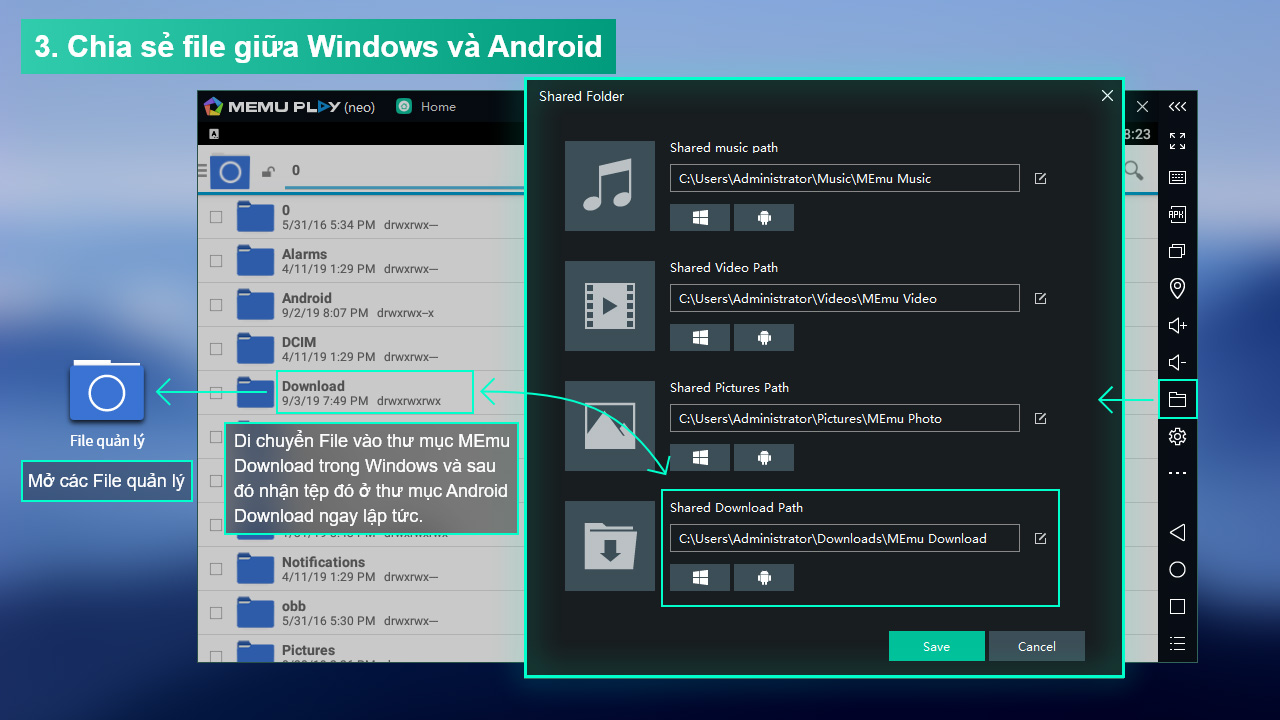 3. Chia sẻ file giữa Windows và Android
MEMU PLAY (neo)
Home
A
8:23
0
0
5/31/16 5:34 PM drwxrwx—
Alarms
4/11/19 1:29 PM drwxrwx—
Android
9/2/19 8:07 PM drwxrwx–x
DCIM
4/11/19 1:29 PM drwxrwx—
Download
9/3/19 7:49 PM drwxrwxrwx
Di chuyển File vào thư mục MEmu
Download trong Windows và sau
đó nhận tệp đó ở thư mục Android
Download ngay lập tức.
Notifications
4/11/19 1:29 PM drwxrwx—
obb
5/31/16 5:30 PM drwxrwx—
Pictures
File quản lý
Mở các File quản lý
Shared Folder
Shared music path
C:\Users\Administrator\Music\MEmu Music
Shared Video Path
C:\Users\Administrator\Videos\MEmu Video
Shared Pictures Path
C:\Users\Administrator\Pictures\MEmu Photo
Shared Download Path
C:\Users\Administrator\Downloads\MEmu Download
Save
Cancel
APK